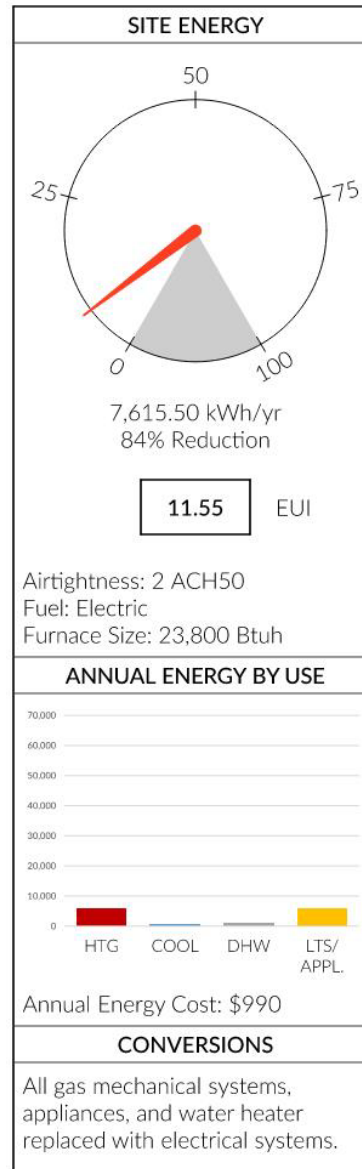 SITE ENERGY
50
25
75
0
100
7,615.50 kWh/yr
84% Reduction
11.55 EUI
Airtightness: 2 ACH50
Fuel: Electric
Furnace Size: 23,800 Btuh
ANNUAL ENERGY BY USE
70,000
60,000
50,000
40,000
30,000
20,000
10,000
0
HTG COOL DHW LTS/
APPL.
Annual Energy Cost: $990
CONVERSIONS
All gas mechanical systems,
appliances, and water heater
replaced with electrical systems.